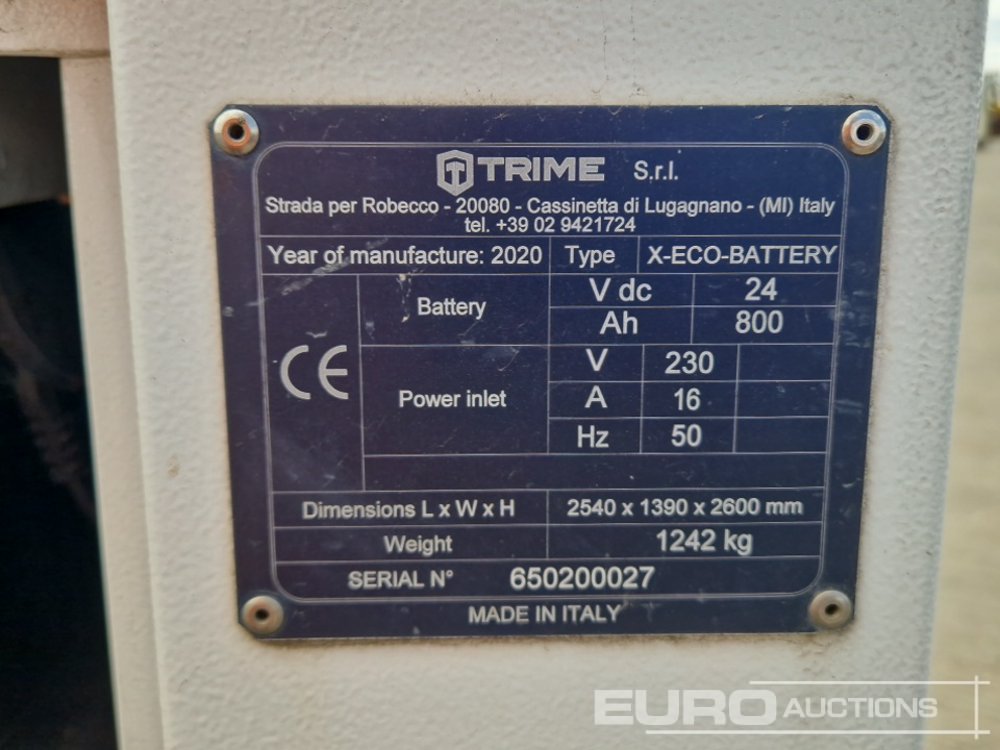 TRIME S.r.l.
Strada per Robecco - 20080 - Cassinetta di Lugagnano - (MI) Italy
tel. +39 02 9421724
Year of manufacture: 2020 Type X-ECO-BATTERY
Battery V dc 24
Ah 800
CE
Power inlet V 230
A 16
Hz 50
Dimensions L x W x H 2540 x 1390 x 2600 mm
Weight 1242 kg
SERIAL N° 650200027
MADE IN ITALY
EURO AUCTIONS